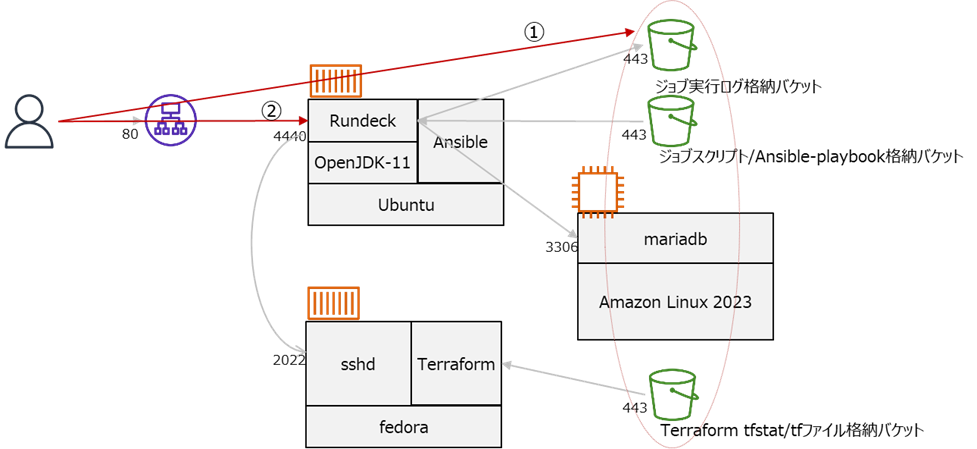 ①
443
ジョブ実行ログ格納バケット
②
80
4440
Rundeck
Ansible
OpenJDK-11
Ubuntu
443
ジョブスクリプト/Ansible-playbook格納バケット
3306
mariadb
Amazon Linux 2023
2022
sshd
Terraform
fedora
443
Terraform tfstat/tfファイル格納バケット